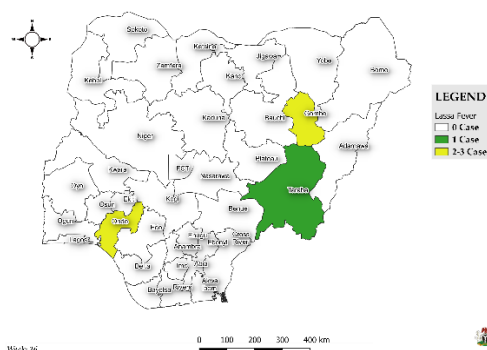 Sokoto
Katsina
Jigawa
Yobe
Borno
Zamfara
Kano
Kebbi
Kaduna
Bauchi
Gombe
Niger
Adamawa
Plateau
FCT
Nasarawa
Kwara
Taraba
Oyo
Kogi
Ekiti
Osun
Benue
Ogun
Ondo
Edo
Lagos
Enugu
Anambra
Ebonyi
Cross
River
Delta
Imo
Abia
Bayelsa
Rivers
Akwa
LEGEND
Lassa Fever
0 Case
1 Case
2-3 Case
0 100 200 300 400 km